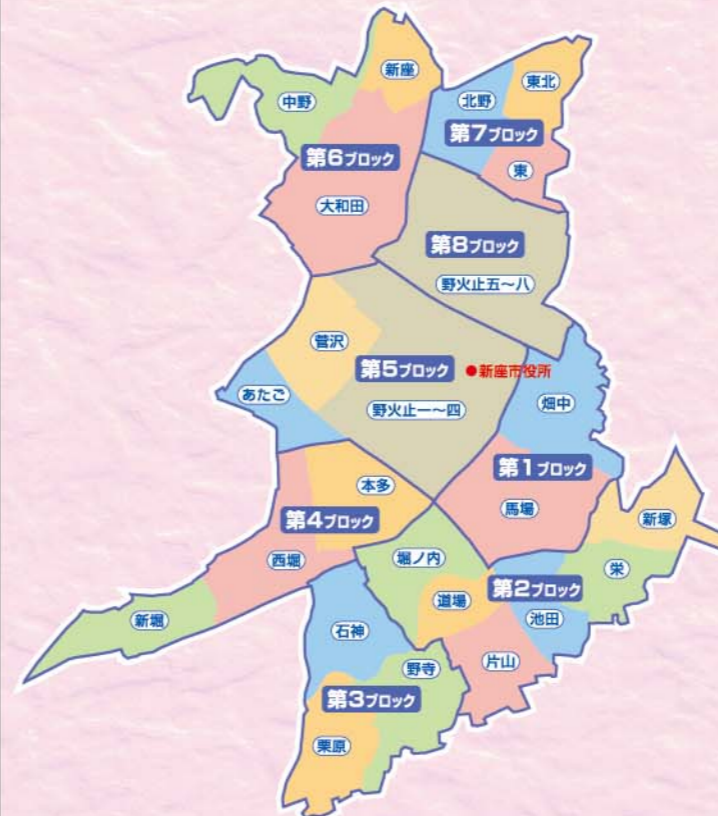 新座
東北
中野
北野
第7ブロック
第6ブロック
東
大和田
第8ブロック
野火止五〜八
菅沢
第5ブロック
●新座市役所
あたご
野火止一〜四
畑中
第1ブロック
本多
馬場
第4ブロック
新塚
西堀
堀ノ内
栄
第2ブロック
道場
池田
新堀
石神
片山
野寺
第3ブロック
栗原